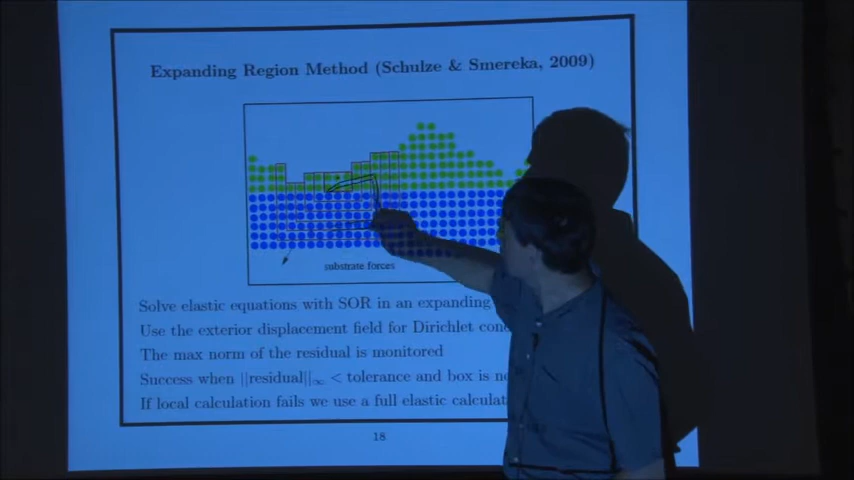 Expanding Region Method (Schulze & Smereka, 2009)
substrate forces
Solve elastic equations with SOR in an expanding
Use the exterior displacement field for Dirichlet
The max norm of the residual is monitored
Success when ||residual||∞ < tolerance and box is
If local calculation fails we use a full elastic
18